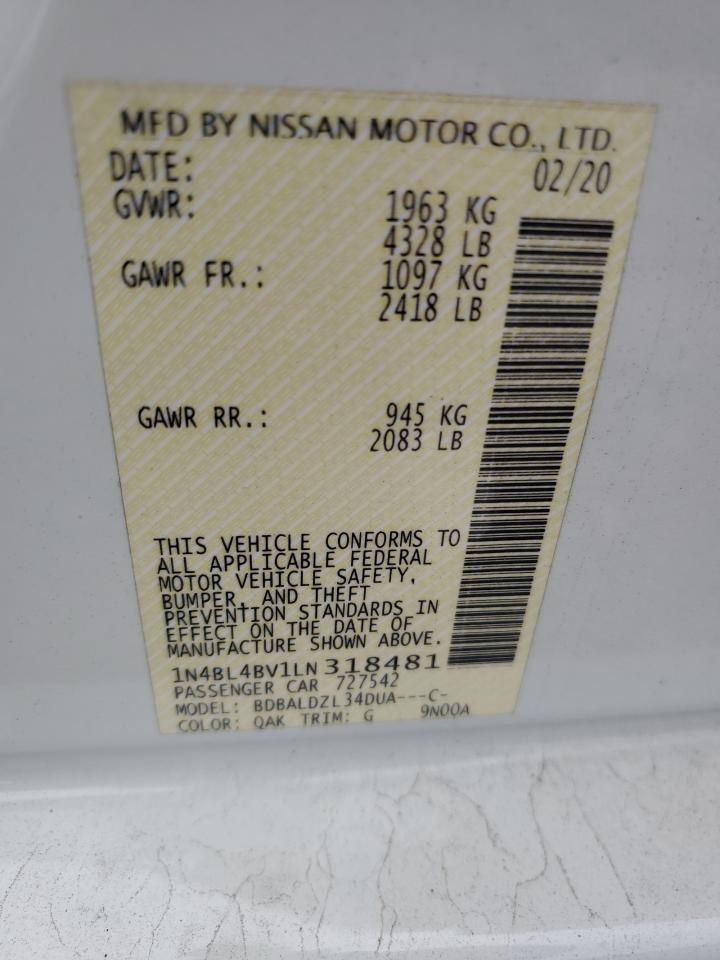 MFD BY NISSAN MOTOR CO., LTD.
DATE: 02/20
GVWR: 1963 KG
4328 LB
GAWR FR.: 1097 KG
2418 LB
GAWR RR.: 945 KG
2083 LB
THIS VEHICLE CONFORMS TO
ALL APPLICABLE FEDERAL
MOTOR VEHICLE SAFETY,
BUMPER, AND THEFT
PREVENTION STANDARDS IN
EFFECT ON THE DATE OF
MANUFACTURE SHOWN ABOVE.
1N4BL4BV1LN318481
PASSENGER CAR 727542
MODEL: BDBALDZL34DUA---C-
COLOR: QAK TRIM: G 9N00A